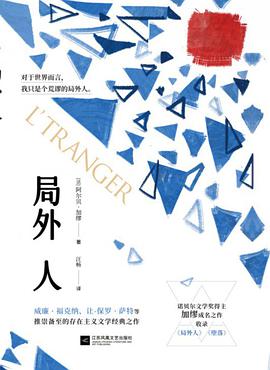 对于世界而言，
我只是个荒谬的局外人。
L'TRANGER
局外人
[法]阿尔贝·加缪 著
汪畅 译
威廉·福克纳、让-保罗·萨特等
推崇备至的存在主义文学经典之作
诺贝尔文学奖得主
加缪成名之作
收录
《局外人》《堕落》
江苏凤凰文艺出版社